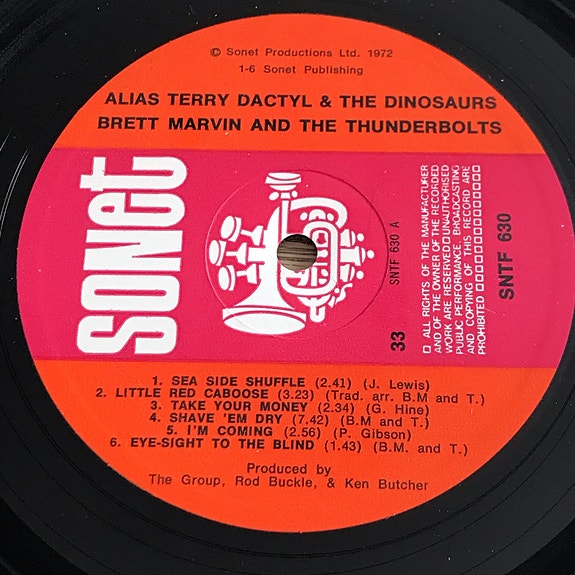 © Sonet Productions Ltd. 1972
1-6 Sonet Publishing
ALIAS TERRY DACTYL & THE DINOSAURS
BRETT MARVIN AND THE THUNDERBOLTS
sonet
SNTF 630 A
33
□ ALL RIGHTS OF THE MANUFACTURER
AND OF THE OWNER OF THE RECORDED
WORK ARE RESERVED □ UNAUTHORISED
PUBLIC PERFORMANCE, BROADCASTING
AND COPYING OF THIS RECORD ARE
PROHIBITED □□□□□□□□□□□□
SNTF 630
1. SEA SIDE SHUFFLE (2.41) (J. Lewis)
2. LITTLE RED CABOOSE (3.23) (Trad. arr. B.M and T.)
3. TAKE YOUR MONEY (2.34) (G. Hine)
4. SHAVE 'EM DRY (7.42) (B.M and T.)
5. I'M COMING (2.56) (P. Gibson)
6. EYE-SIGHT TO THE BLIND (1.43) (B.M. and T.)
Produced by
The Group, Rod Buckle, & Ken Butcher